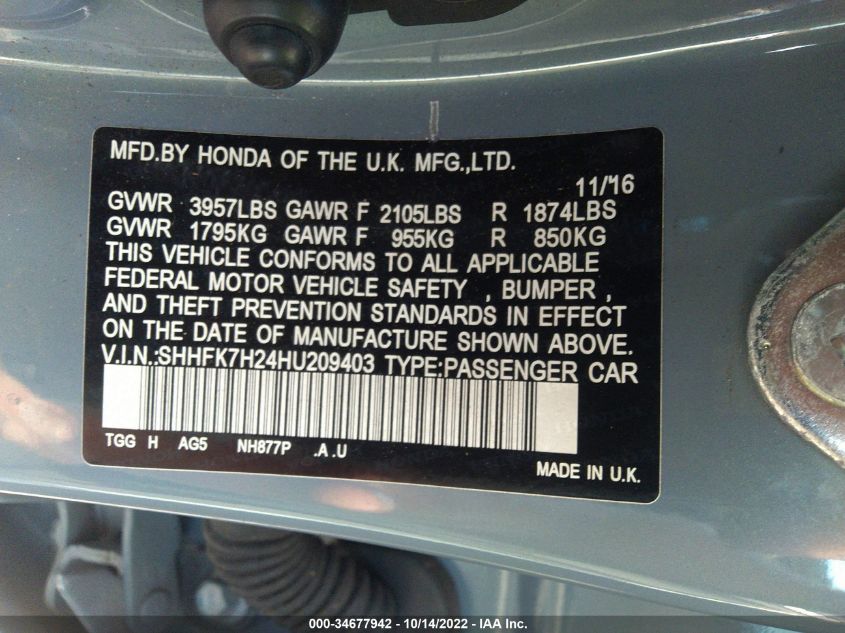 MFD.BY HONDA OF THE U.K. MFG.,LTD.
11/16
GVWR 3957LBS GAWR F 2105LBS R 1874LBS
GVWR 1795KG GAWR F 955KG R 850KG
THIS VEHICLE CONFORMS TO ALL APPLICABLE
FEDERAL MOTOR VEHICLE SAFETY , BUMPER ,
AND THEFT PREVENTION STANDARDS IN EFFECT
ON THE DATE OF MANUFACTURE SHOWN ABOVE.
V.I.N.:SHHFK7H24HU209403 TYPE:PASSENGER CAR
TGG H AG5 NH877P .A .U
MADE IN U.K.
000-34677942 - 10/14/2022 - IAA Inc.